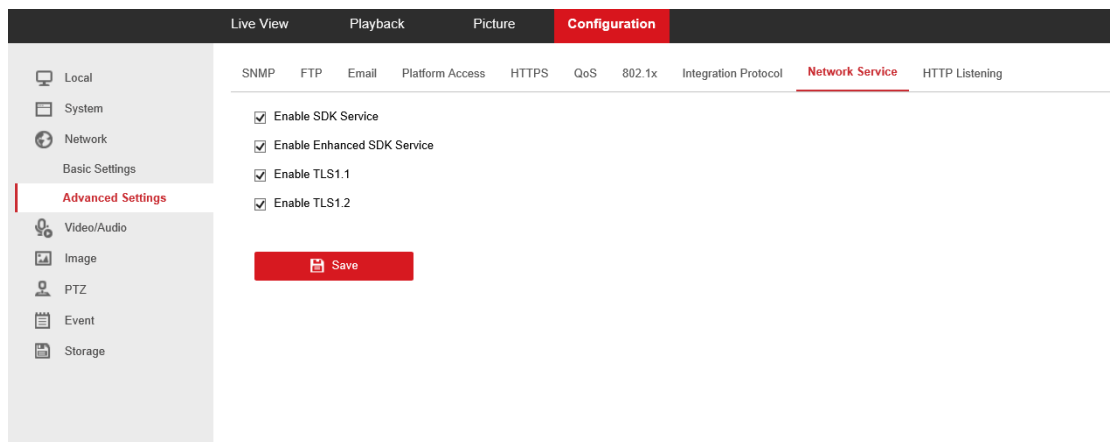 Live View Playback Picture Configuration
Local
System
Network
Basic Settings
Advanced Settings
Video/Audio
Image
PTZ
Event
Storage
SNMP FTP Email Platform Access HTTPS QoS 802.1x Integration Protocol Network Service HTTP Listening
Enable SDK Service
Enable Enhanced SDK Service
Enable TLS1.1
Enable TLS1.2
Save